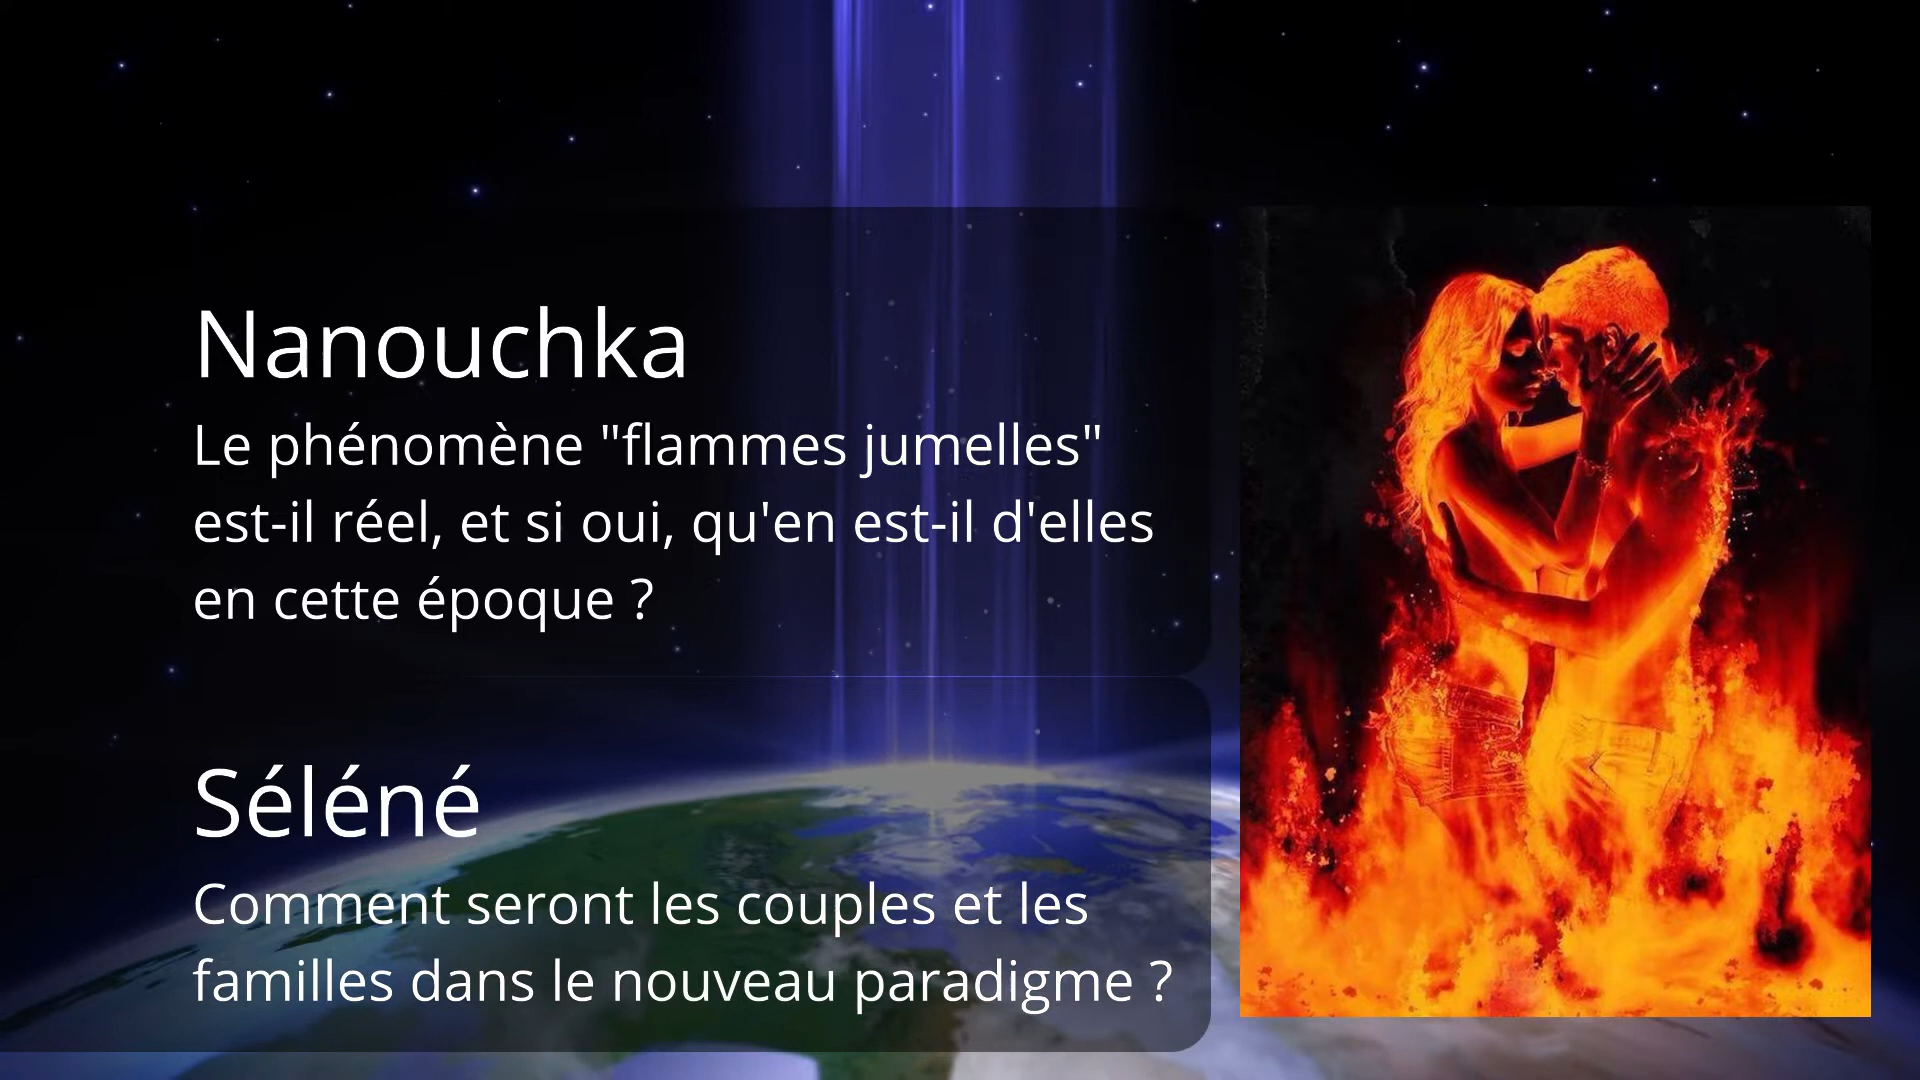 Nanouchka
Le phénomène "flammes jumelles"
est-il réel, et si oui, qu'en est-il d'elles
en cette époque ?
Séléné
Comment seront les couples et les
familles dans le nouveau paradigme ?